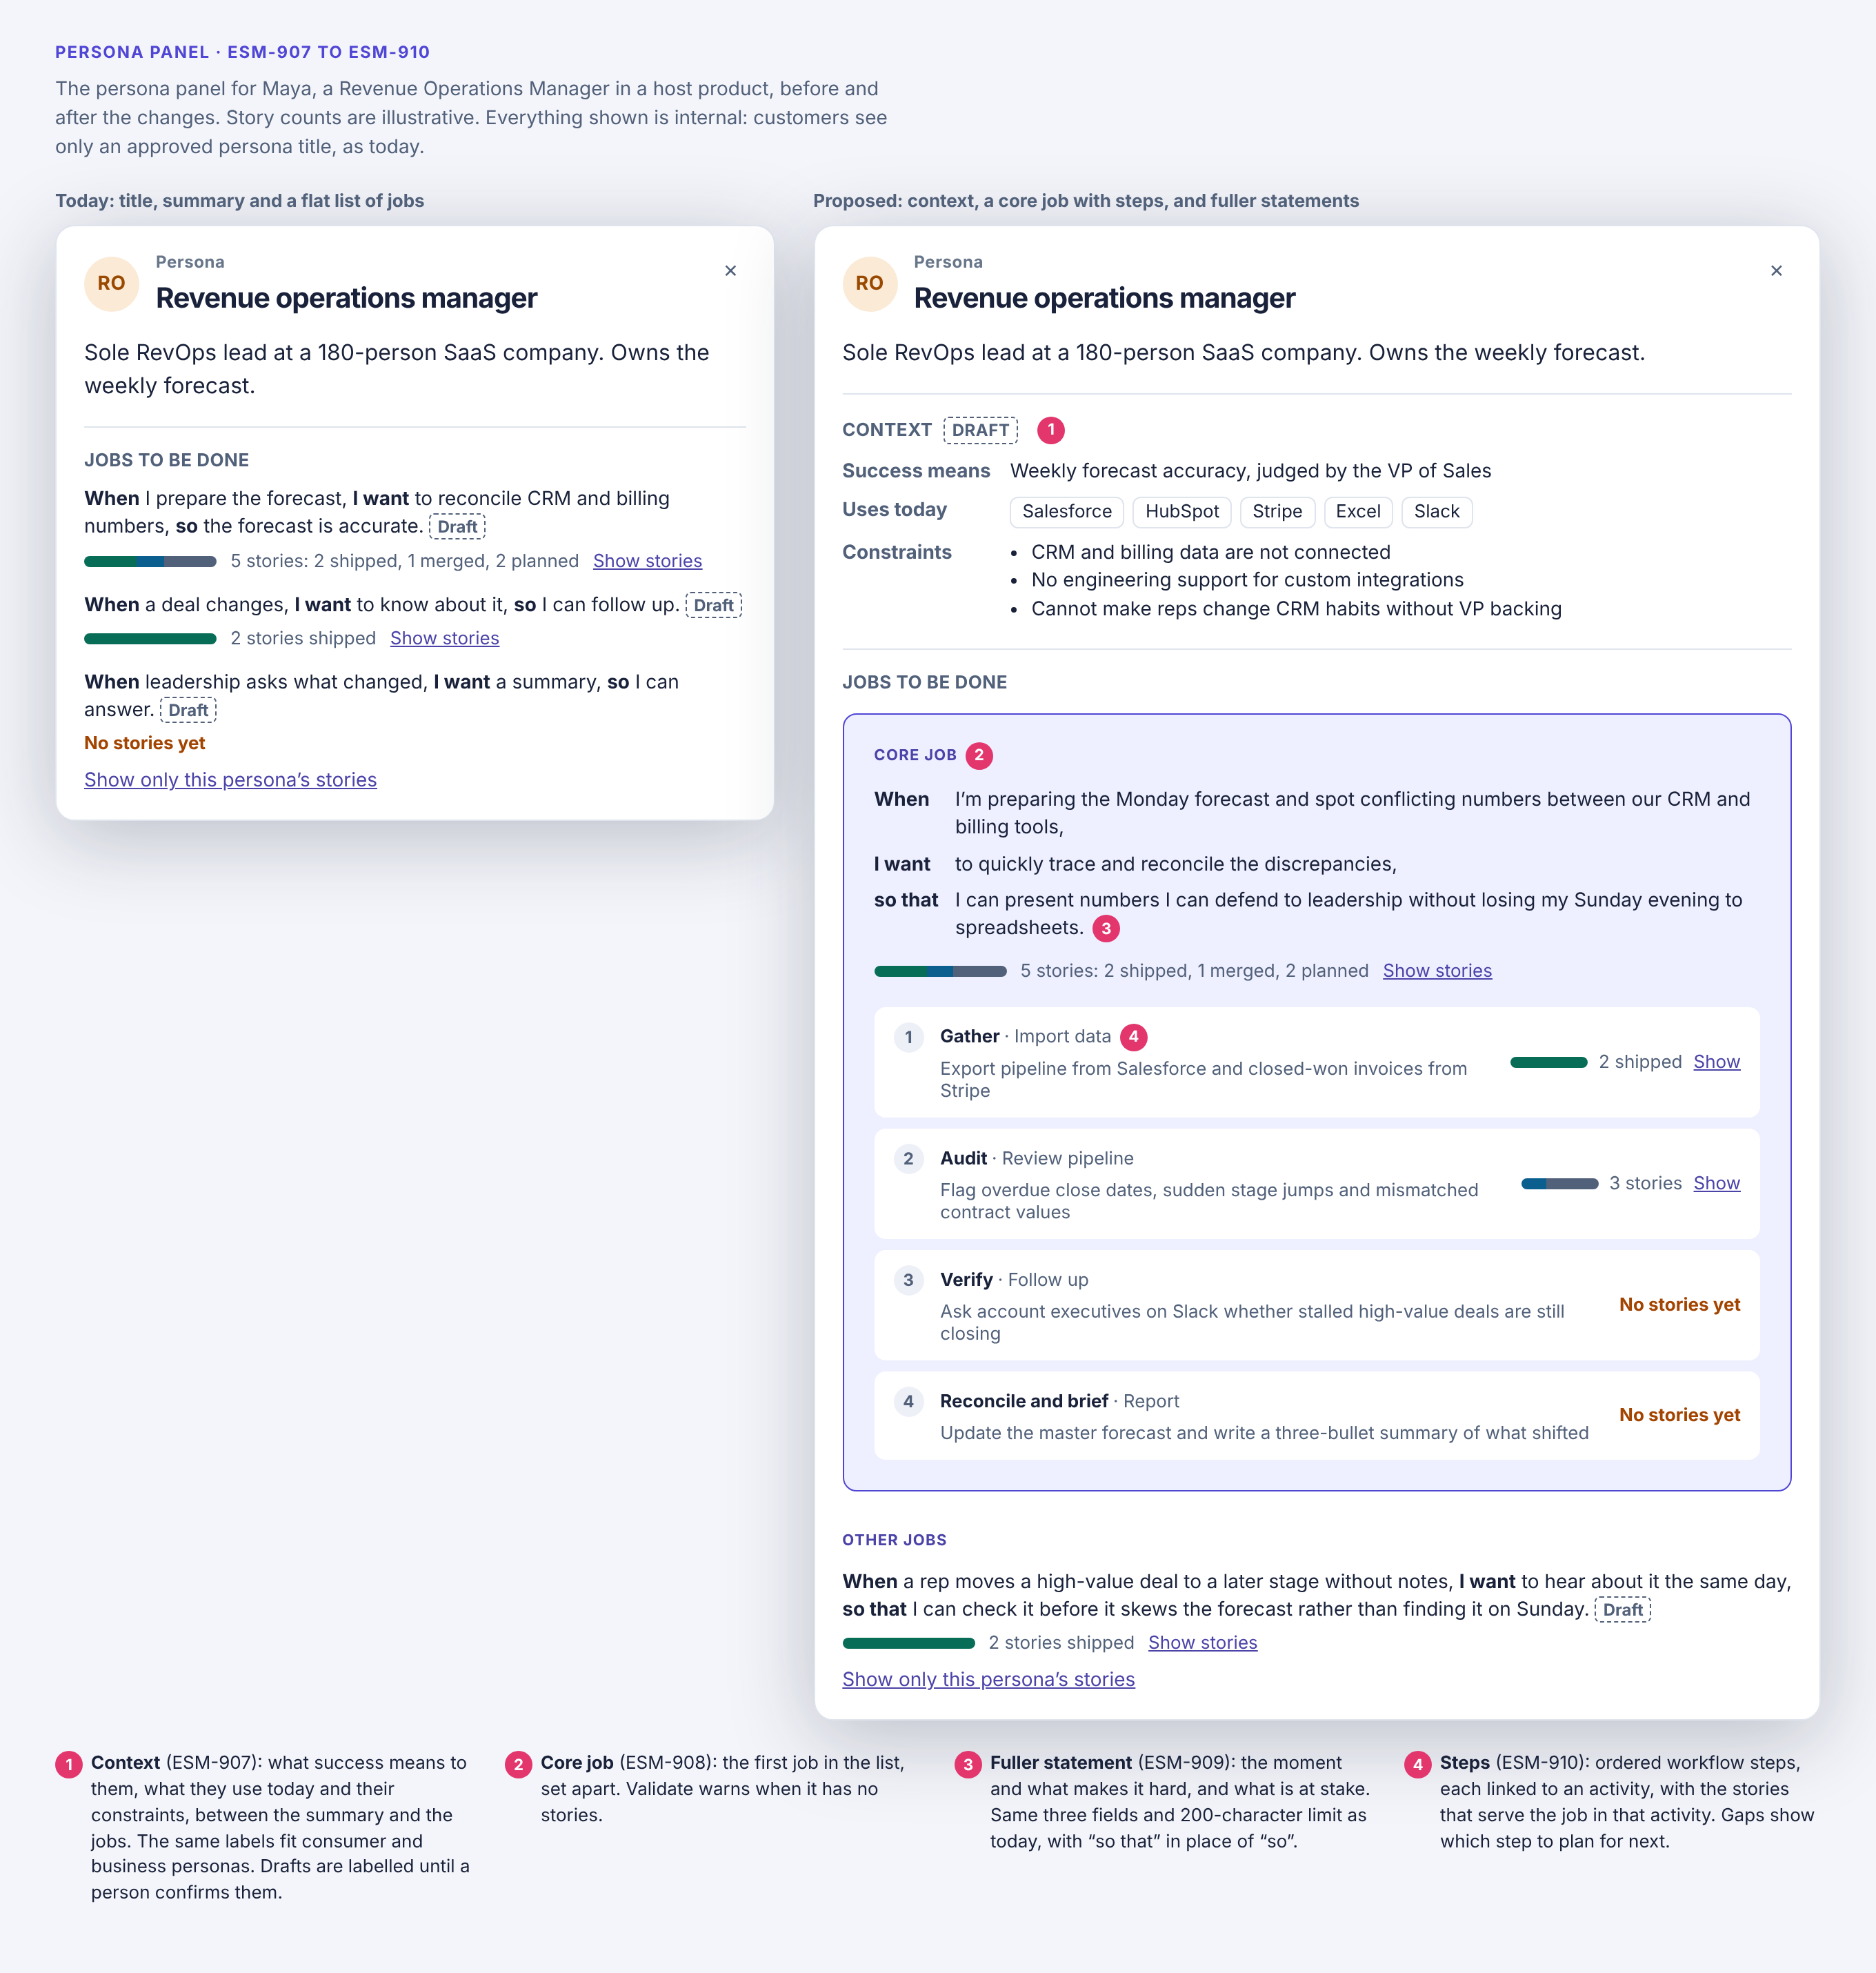 PERSONA PANEL · ESM-907 TO ESM-910
The persona panel for Maya, a Revenue Operations Manager in a host product, before and
after the changes. Story counts are illustrative. Everything shown is internal: customers see
only an approved persona title, as today.
Today: title, summary and a flat list of jobs
RO
Persona
Revenue operations manager
×
Sole RevOps lead at a 180-person SaaS company. Owns the
weekly forecast.
JOBS TO BE DONE
When I prepare the forecast, I want to reconcile CRM and billing
numbers, so the forecast is accurate. Draft
5 stories: 2 shipped, 1 merged, 2 planned Show stories
When a deal changes, I want to know about it, so I can follow up. Draft
2 stories shipped Show stories
When leadership asks what changed, I want a summary, so I can
answer. Draft
No stories yet
Show only this persona’s stories
Proposed: context, a core job with steps, and fuller statements
RO
Persona
Revenue operations manager
×
Sole RevOps lead at a 180-person SaaS company. Owns the weekly forecast.
CONTEXT DRAFT 1
Success means Weekly forecast accuracy, judged by the VP of Sales
Uses today Salesforce HubSpot Stripe Excel Slack
Constraints • CRM and billing data are not connected
• No engineering support for custom integrations
• Cannot make reps change CRM habits without VP backing
JOBS TO BE DONE
CORE JOB 2
When I’m preparing the Monday forecast and spot conflicting numbers between our CRM and
billing tools,
I want to quickly trace and reconcile the discrepancies,
so that I can present numbers I can defend to leadership without losing my Sunday evening to
spreadsheets. 3
5 stories: 2 shipped, 1 merged, 2 planned Show stories
1 Gather · Import data 4
Export pipeline from Salesforce and closed-won invoices from
Stripe
2 shipped Show
2 Audit · Review pipeline
Flag overdue close dates, sudden stage jumps and mismatched
contract values
3 stories Show
3 Verify · Follow up
Ask account executives on Slack whether stalled high-value deals are still
closing
No stories yet
4 Reconcile and brief · Report
Update the master forecast and write a three-bullet summary of what shifted
No stories yet
OTHER JOBS
When a rep moves a high-value deal to a later stage without notes, I want to hear about it the same day,
so that I can check it before it skews the forecast rather than finding it on Sunday. Draft
2 stories shipped Show stories
Show only this persona’s stories
1 Context (ESM-907): what success means to
them, what they use today and their
constraints, between the summary and the
jobs. The same labels fit consumer and
business personas. Drafts are labelled until a
person confirms them.
2 Core job (ESM-908): the first job in the list,
set apart. Validate warns when it has no
stories.
3 Fuller statement (ESM-909): the moment
and what makes it hard, and what is at stake.
Same three fields and 200-character limit as
today, with “so that” in place of “so”.
4 Steps (ESM-910): ordered workflow steps,
each linked to an activity, with the stories
that serve the job in that activity. Gaps show
which step to plan for next.